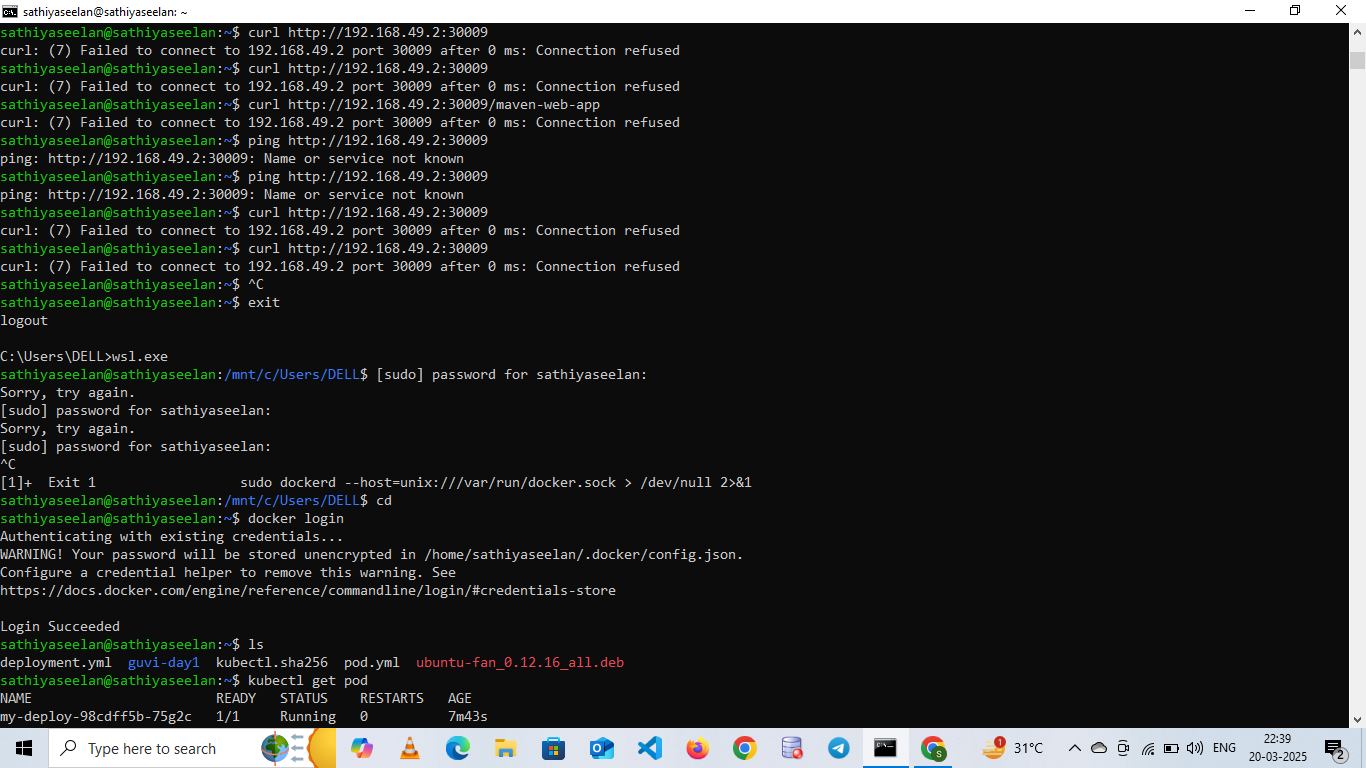 sathiyaseelan@sathiyaseelan: ~
sathiyaseelan@sathiyaseelan:~$ curl http://192.168.49.2:30009
curl: (7) Failed to connect to 192.168.49.2 port 30009 after 0 ms: Connection refused
sathiyaseelan@sathiyaseelan:~$ curl http://192.168.49.2:30009
curl: (7) Failed to connect to 192.168.49.2 port 30009 after 0 ms: Connection refused
sathiyaseelan@sathiyaseelan:~$ curl http://192.168.49.2:30009/maven-web-app
curl: (7) Failed to connect to 192.168.49.2 port 30009 after 0 ms: Connection refused
sathiyaseelan@sathiyaseelan:~$ ping http://192.168.49.2:30009
ping: http://192.168.49.2:30009: Name or service not known
sathiyaseelan@sathiyaseelan:~$ ping http://192.168.49.2:30009
ping: http://192.168.49.2:30009: Name or service not known
sathiyaseelan@sathiyaseelan:~$ curl http://192.168.49.2:30009
curl: (7) Failed to connect to 192.168.49.2 port 30009 after 0 ms: Connection refused
sathiyaseelan@sathiyaseelan:~$ curl http://192.168.49.2:30009
curl: (7) Failed to connect to 192.168.49.2 port 30009 after 0 ms: Connection refused
sathiyaseelan@sathiyaseelan:~$ ^C
sathiyaseelan@sathiyaseelan:~$ exit
logout
C:\Users\DELL>wsl.exe
sathiyaseelan@sathiyaseelan:/mnt/c/Users/DELL$ [sudo] password for sathiyaseelan:
Sorry, try again.
[sudo] password for sathiyaseelan:
Sorry, try again.
[sudo] password for sathiyaseelan:
^C
[1]+  Exit 1                  sudo dockerd --host=unix:///var/run/docker.sock > /dev/null 2>&1
sathiyaseelan@sathiyaseelan:/mnt/c/Users/DELL$ cd
sathiyaseelan@sathiyaseelan:~$ docker login
Authenticating with existing credentials...
WARNING! Your password will be stored unencrypted in /home/sathiyaseelan/.docker/config.json.
Configure a credential helper to remove this warning. See
https://docs.docker.com/engine/reference/commandline/login/#credentials-store
Login Succeeded
sathiyaseelan@sathiyaseelan:~$ ls
deployment.yml  guvi-day1  kubectl.sha256  pod.yml  ubuntu-fan_0.12.16_all.deb
sathiyaseelan@sathiyaseelan:~$ kubectl get pod
NAME                       READY   STATUS    RESTARTS   AGE
my-deploy-98cdff5b-75g2c   1/1     Running   0          7m43s
Type here to search
1
31°C
ENG
22:39
20-03-2025
2